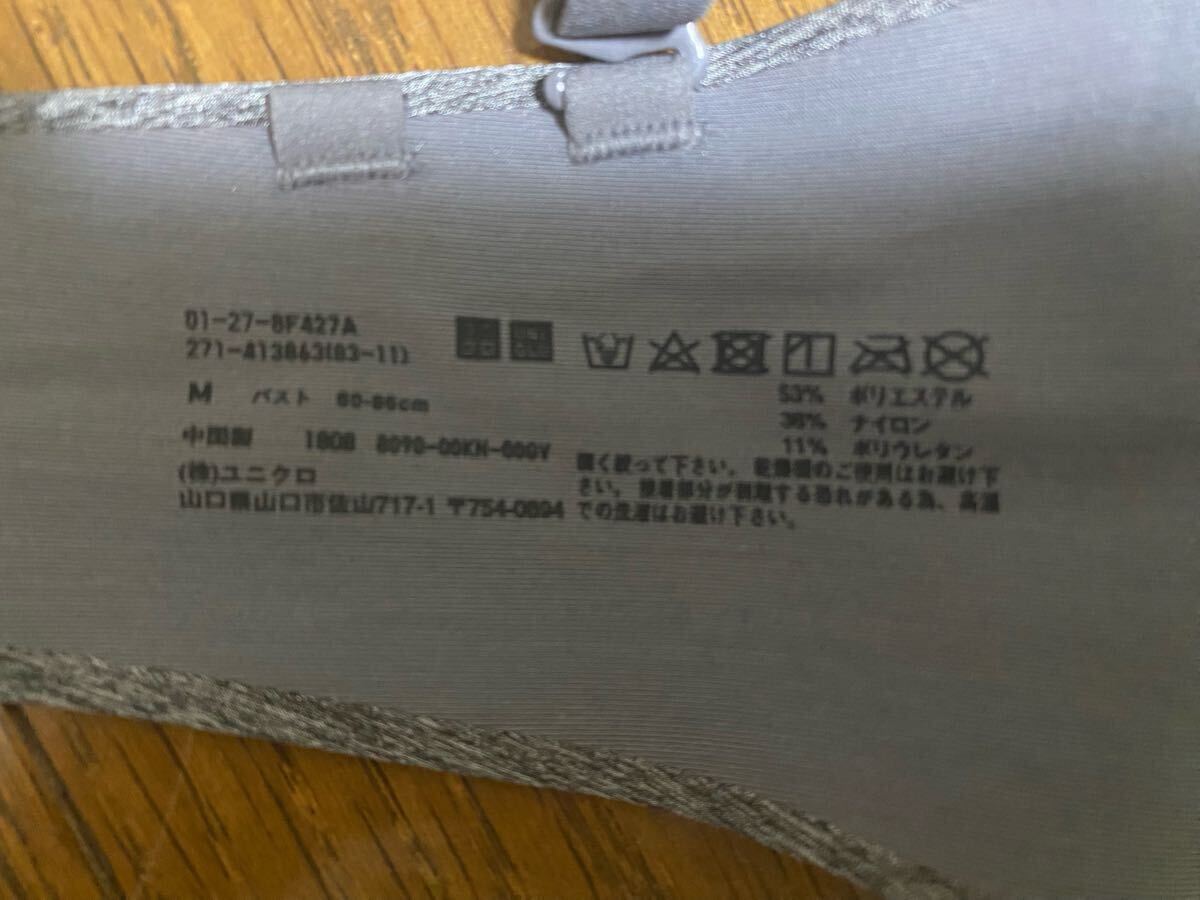 01-27-8F427A
271-413863(83-11)
M バスト 80-86cm
中国製 1808
(株)ユニクロ
山口県山口市佐山717-1 〒754-0894
53% ポリエステル
36% ナイロン
11% ポリウレタン
軽く絞って下さい。乾燥機のご使用はお避け下
さい。接着部分が剥離する恐れがある為、高温
での洗濯はお避け下さい。